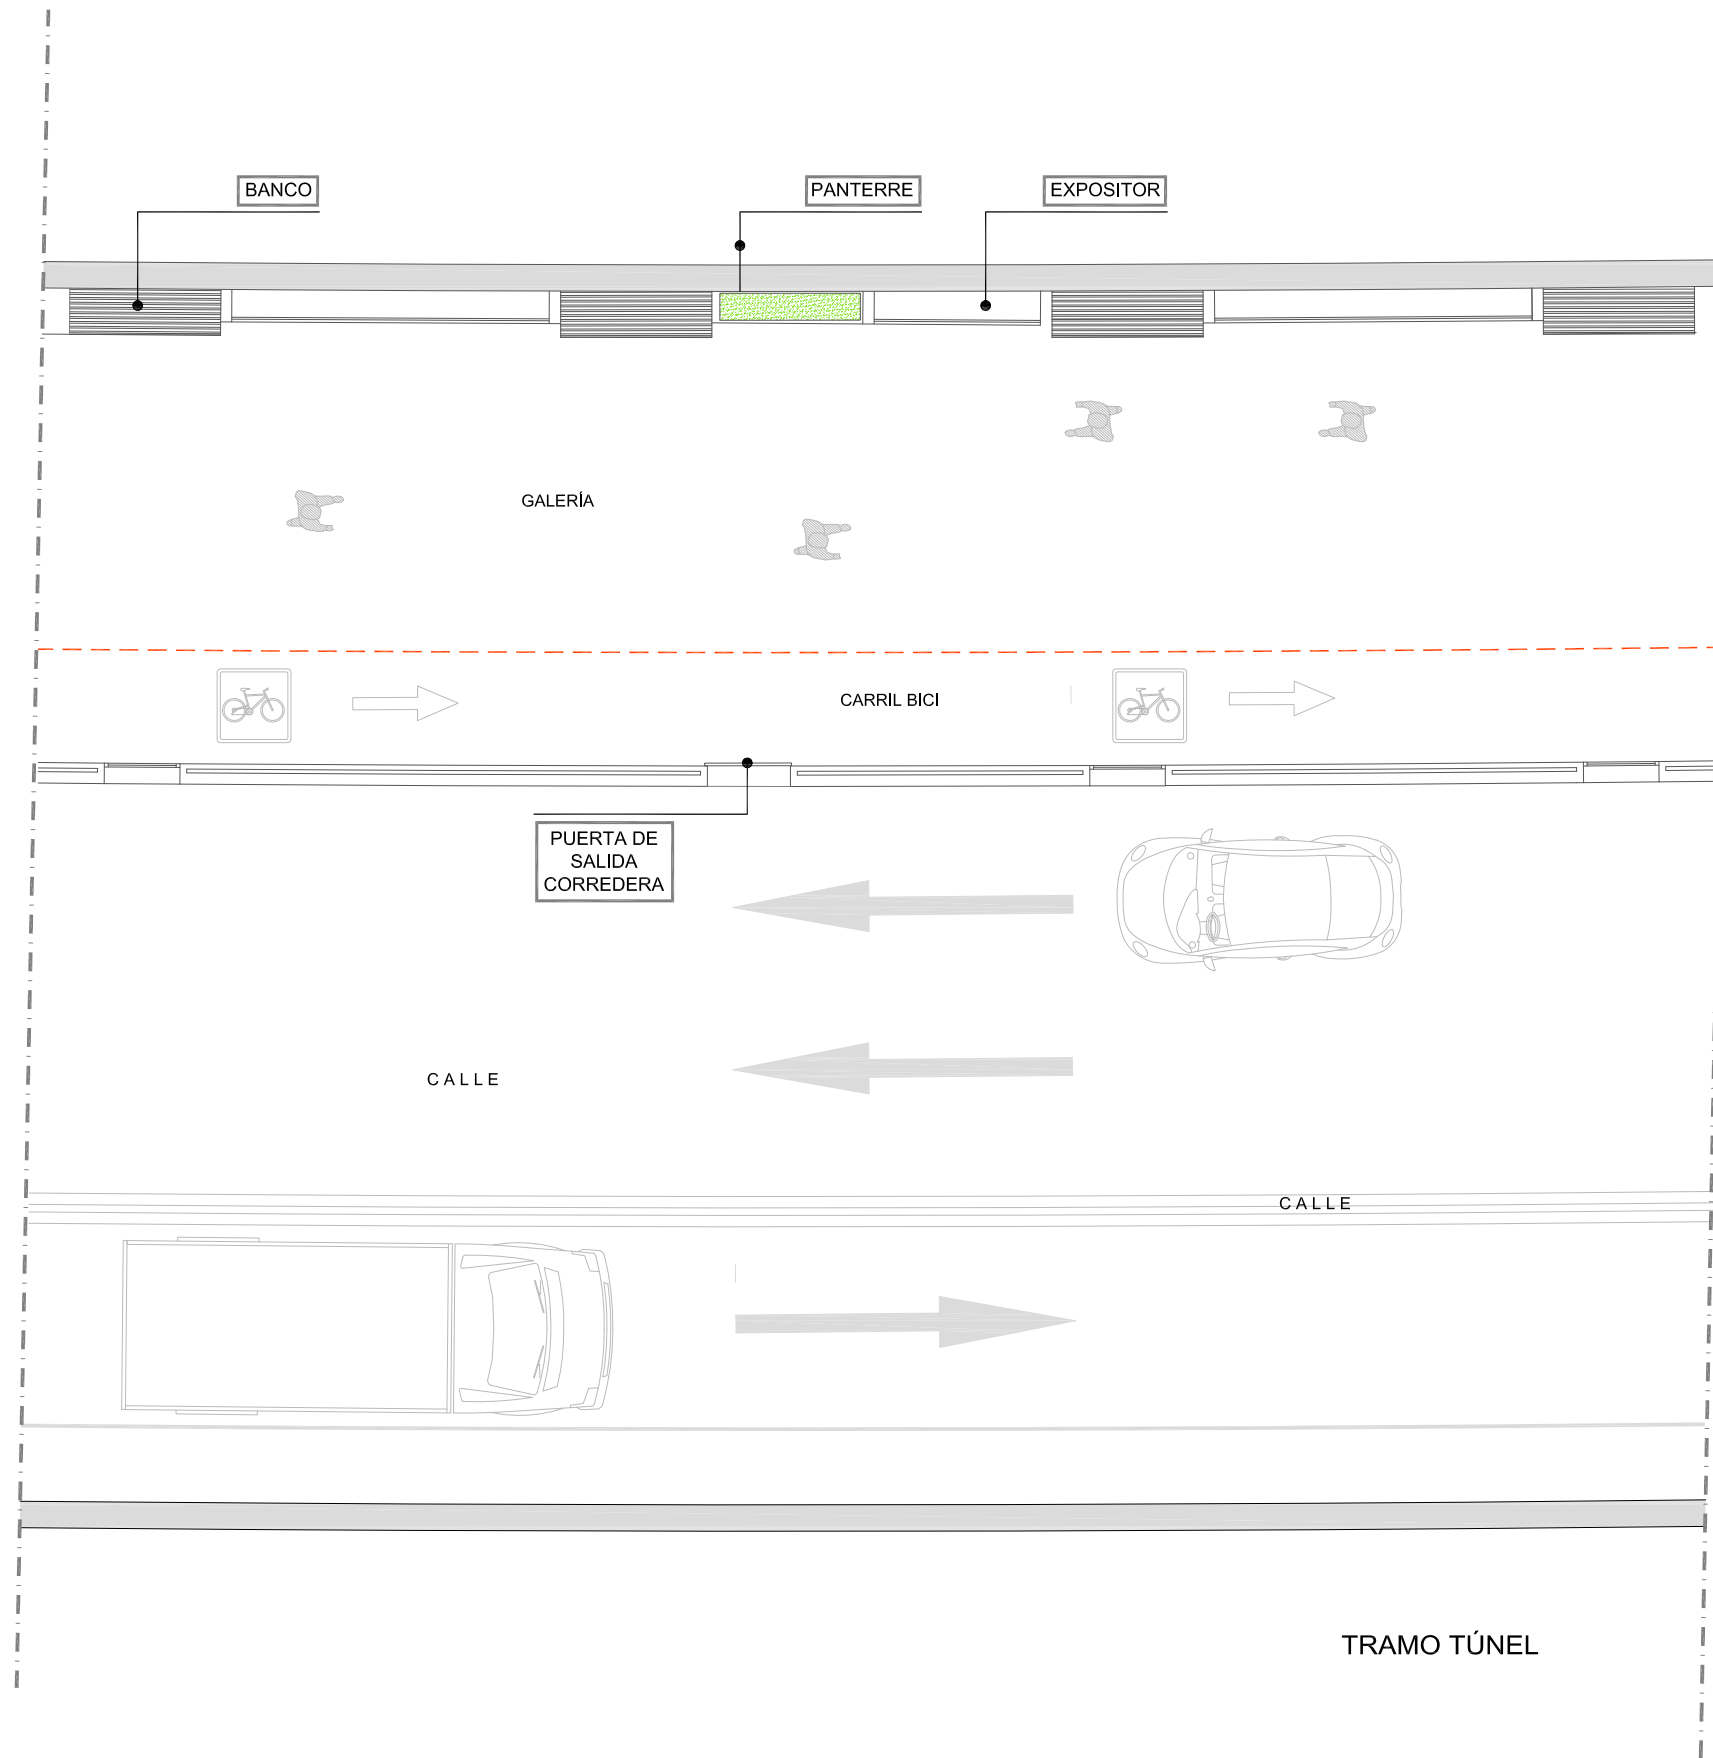 BANCO
PANTERRE
EXPOSITOR
GALERÍA
CARRIL BICI
PUERTA DE
SALIDA
CORREDERA
CALLE
CALLE
TRAMO TÚNEL